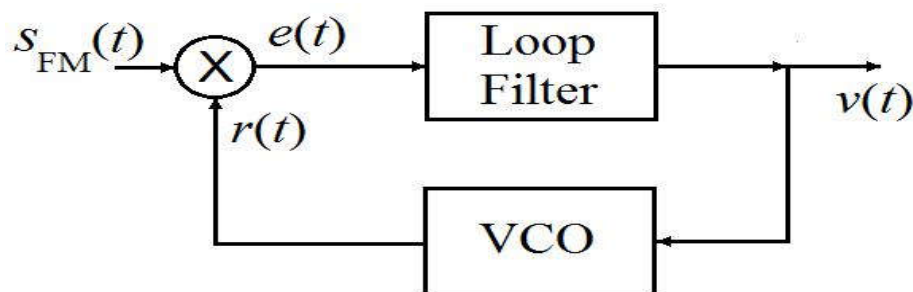 s_FM(t)
X
e(t)
Loop
Filter
v(t)
r(t)
VCO